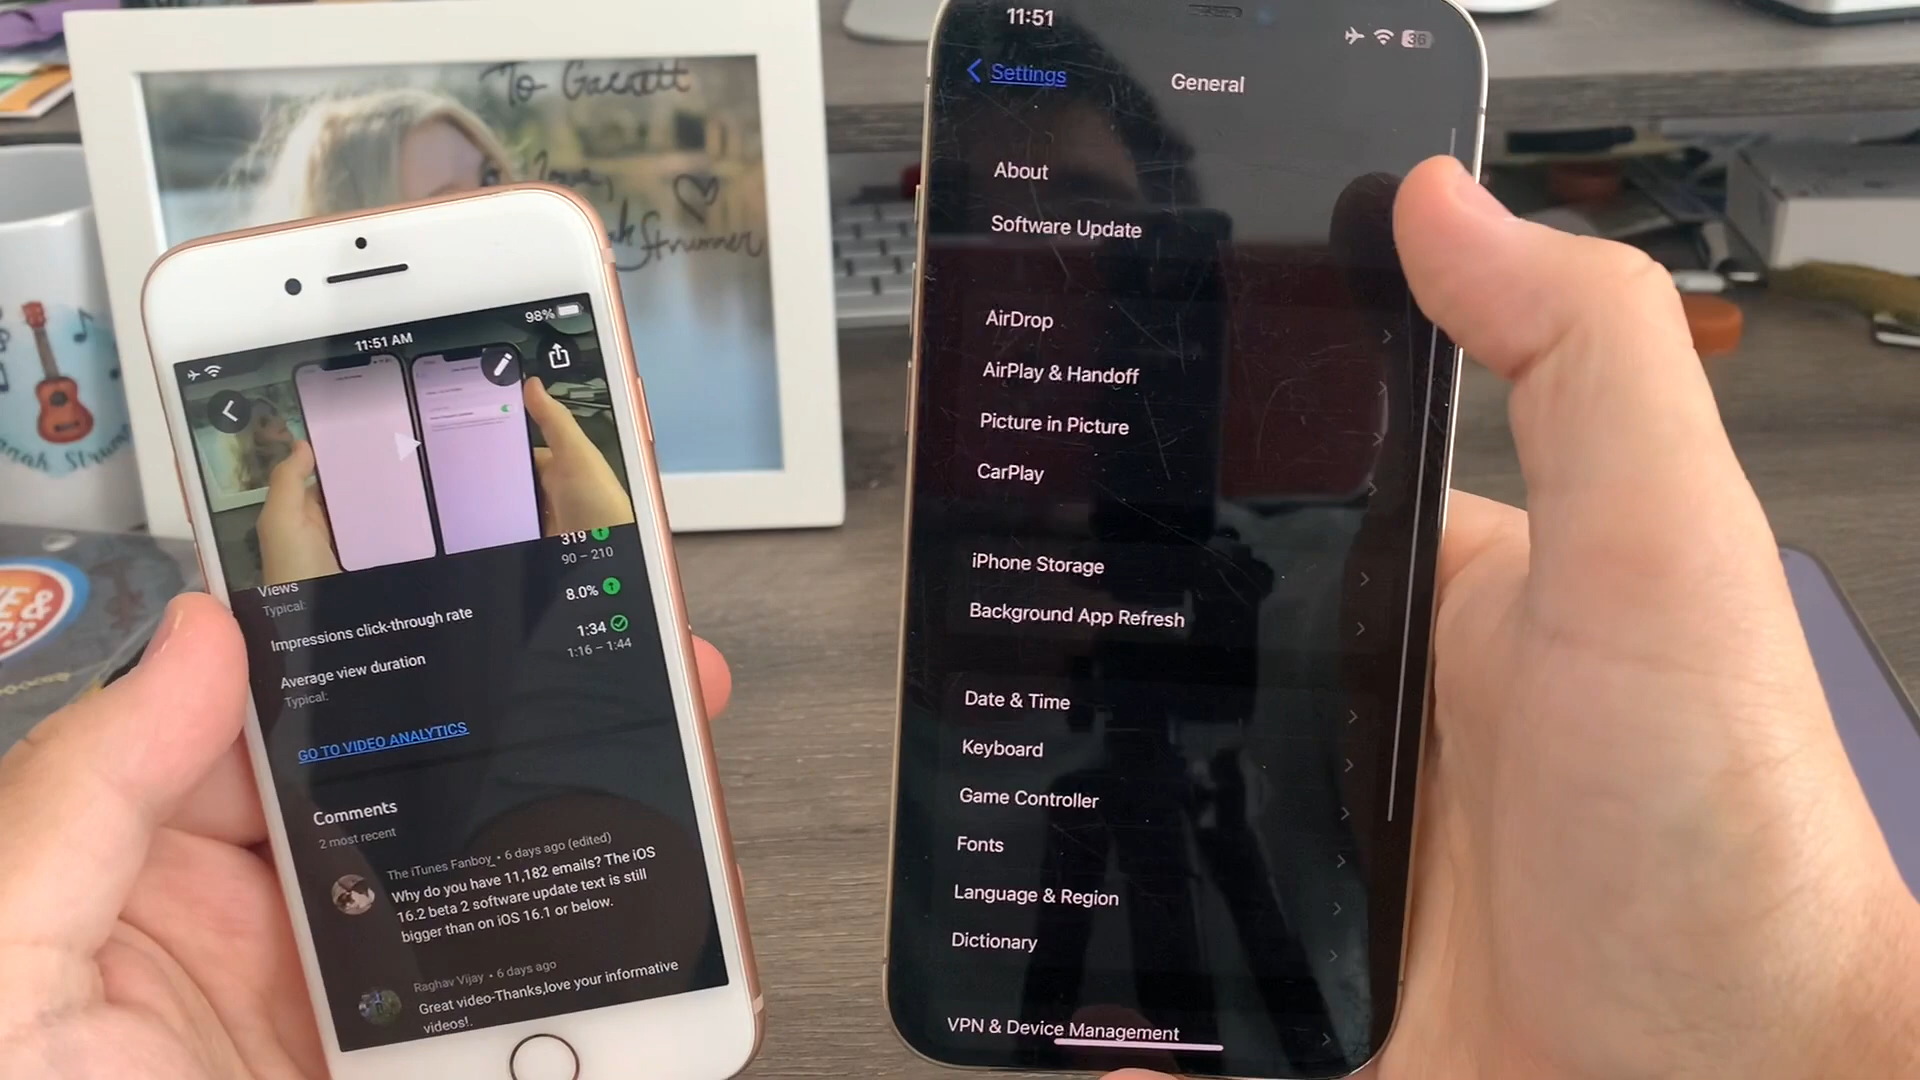 To Garrett
Strummer
11:51 AM
98%
319
Views
90 – 210
Typical:
8.0%
Impressions click-through rate
1:34
Average view duration
1:16 – 1:44
Typical:
GO TO VIDEO ANALYTICS
Comments
2 most recent
The iTunes Fanboy_ • 6 days ago (edited)
Why do you have 11,182 emails? The iOS
16.2 beta 2 software update text is still
bigger than on iOS 16.1 or below.
Raghav Vijay • 6 days ago
Great video-Thanks,love your informative
videos!.
11:51
36
Settings
General
About
Software Update
AirDrop
AirPlay & Handoff
Picture in Picture
CarPlay
iPhone Storage
Background App Refresh
Date & Time
Keyboard
Game Controller
Fonts
Language & Region
Dictionary
VPN & Device Management